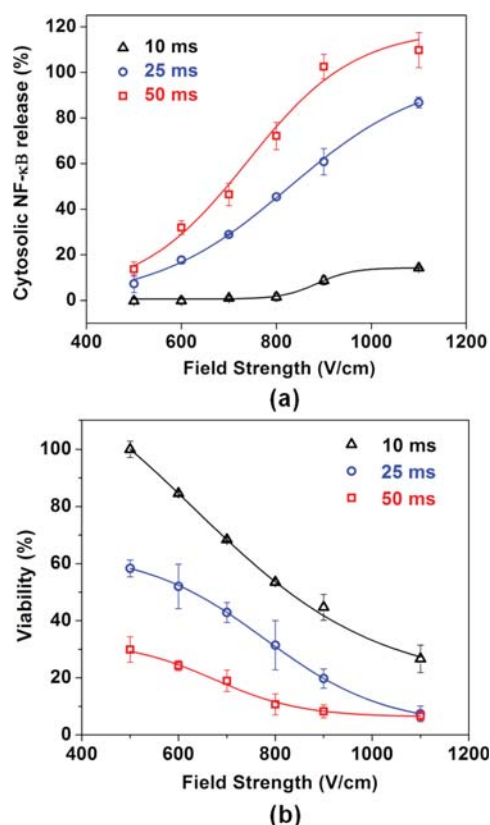 120
100
80
60
40
20
0
Cytosolic NF-κB release (%)
10 ms
25 ms
50 ms
400 600 800 1000 1200
Field Strength (V/cm)
(a)
100
80
60
40
20
0
Viability (%)
10 ms
25 ms
50 ms
400 600 800 1000 1200
Field Strength (V/cm)
(b)